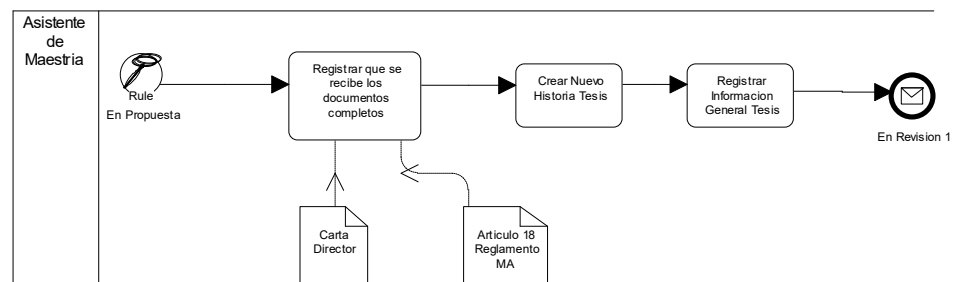 Asistente
de
Maestria
Rule
En Propuesta
Registrar que se
recibe los
documentos
completos
Crear Nuevo
Historia Tesis
Registrar
Informacion
General Tesis
En Revision 1
Carta
Director
Articulo 18
Reglamento
MA